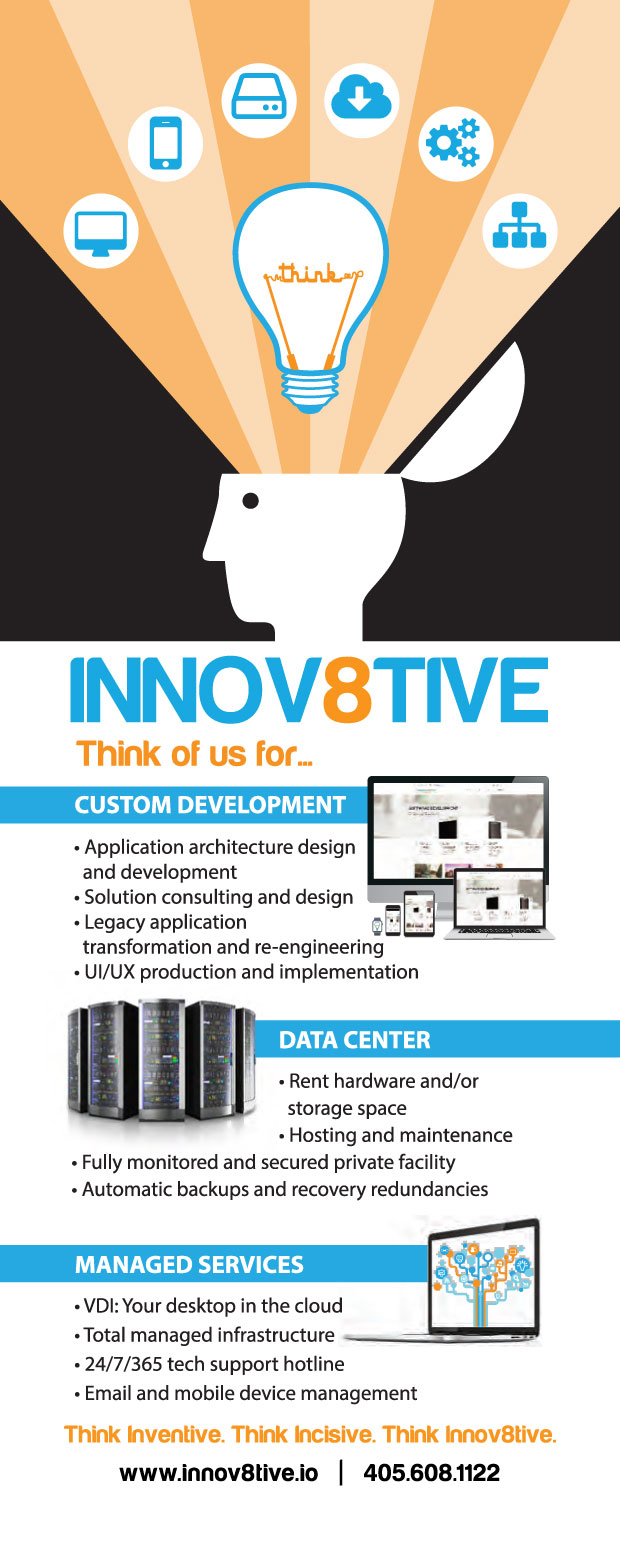 think
INNOV8TIVE
Think of us for...
CUSTOM DEVELOPMENT
• Application architecture design
and development
• Solution consulting and design
• Legacy application
transformation and re-engineering
• UI/UX production and implementation
DATA CENTER
• Rent hardware and/or
storage space
• Hosting and maintenance
• Fully monitored and secured private facility
• Automatic backups and recovery redundancies
MANAGED SERVICES
• VDI: Your desktop in the cloud
• Total managed infrastructure
• 24/7/365 tech support hotline
• Email and mobile device management
Think Inventive. Think Incisive. Think Innov8tive.
www.innov8tive.io | 405.608.1122